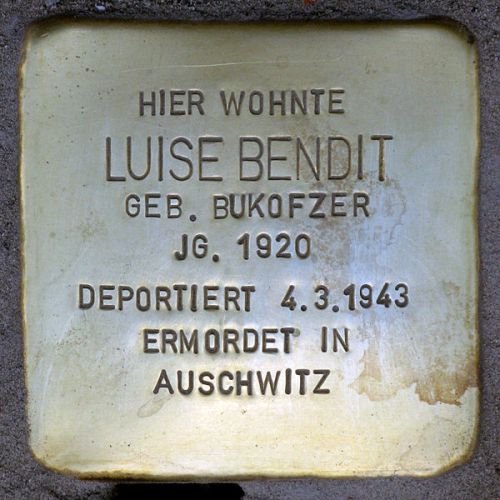 HIER WOHNTE
LUISE BENDIT
GEB. BUKOFZER
JG. 1920
DEPORTIERT 4.3.1943
ERMORDET IN
AUSCHWITZ